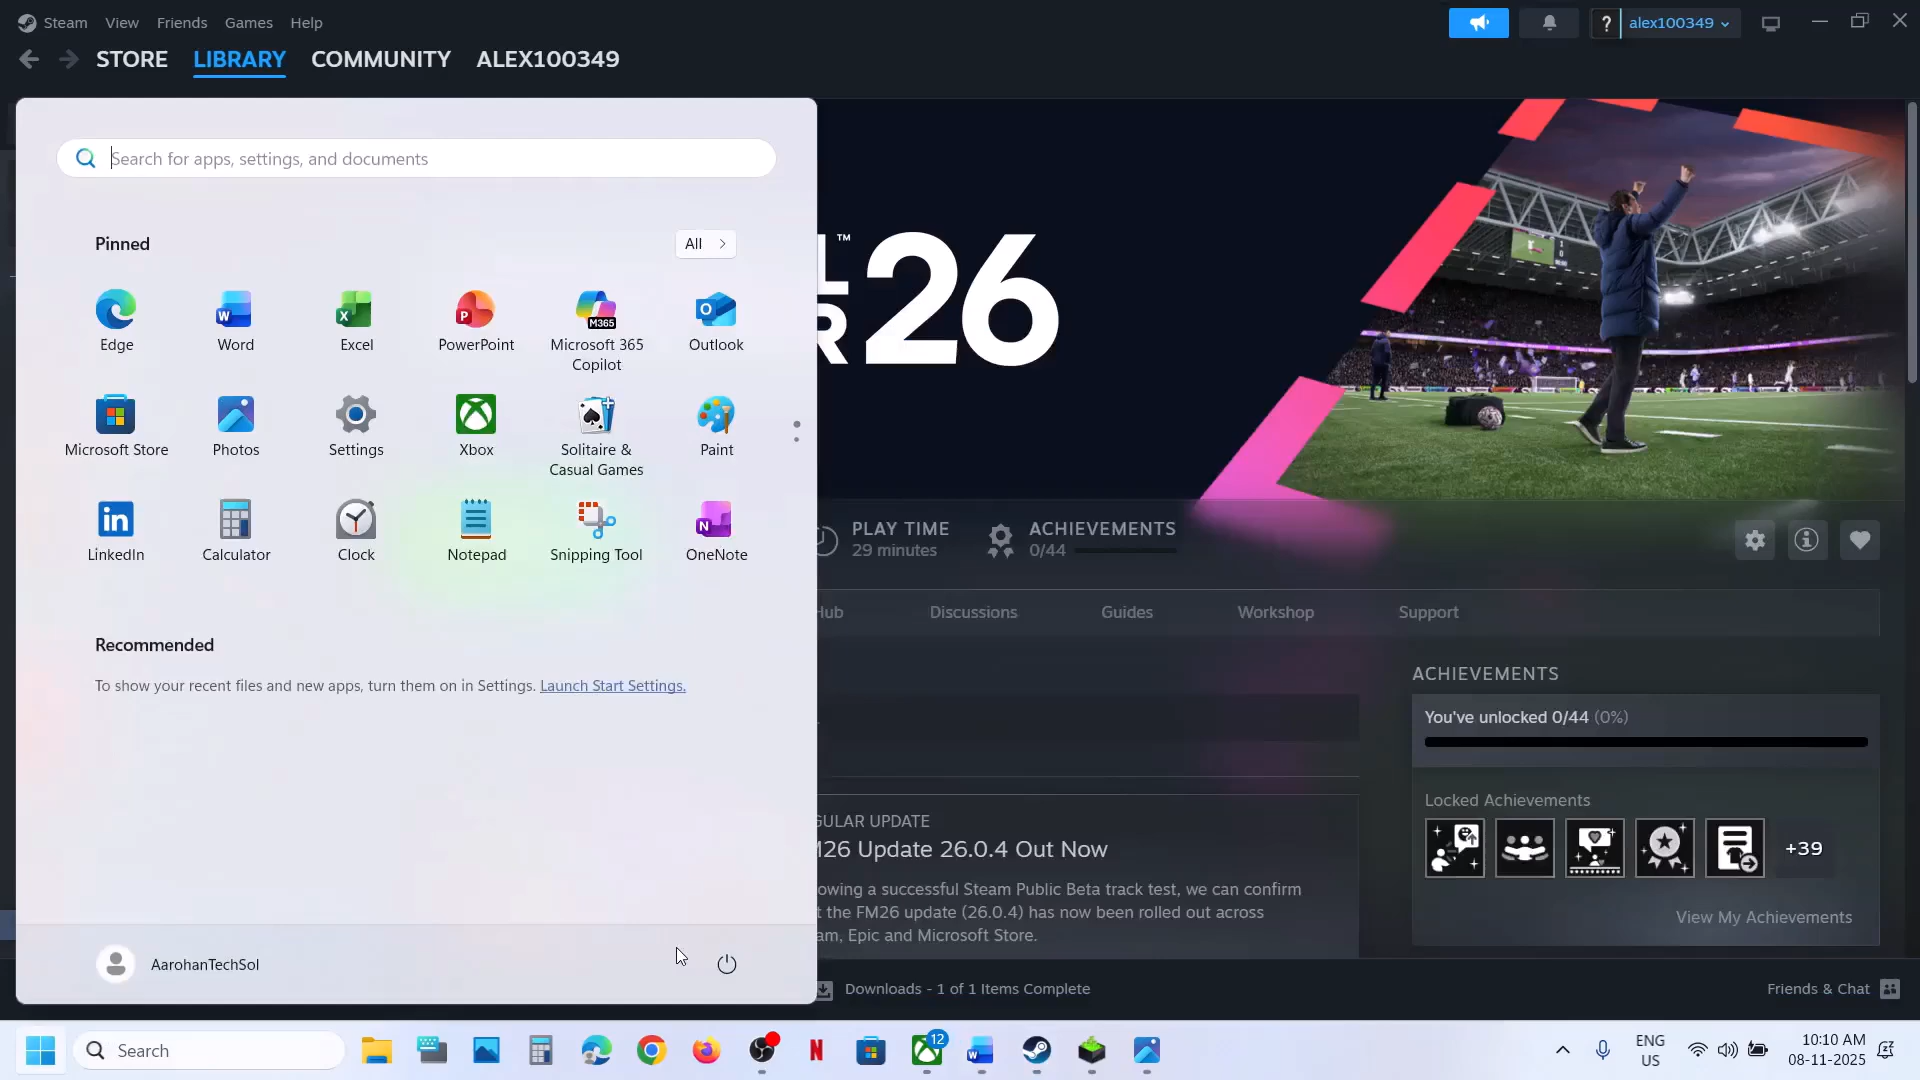 Steam View Friends Games Help
alex100349
STORE LIBRARY COMMUNITY ALEX100349
Search for apps, settings, and documents
Pinned
All
Edge
Word
Excel
PowerPoint
Microsoft 365 Copilot
Outlook
Microsoft Store
Photos
Settings
Xbox
Solitaire & Casual Games
Paint
LinkedIn
Calculator
Clock
Notepad
Snipping Tool
OneNote
Recommended
To show your recent files and new apps, turn them on in Settings. Launch Start Settings.
AarohanTechSol
26
™
PLAY TIME
29 minutes
ACHIEVEMENTS
0/44
Discussions Guides Workshop Support
ACHIEVEMENTS
You've unlocked 0/44 (0%)
Locked Achievements
+39
View My Achievements
UPDATE
Update 26.0.4 Out Now
a successful Steam Public Beta track test, we can confirm
the FM26 update (26.0.4) has now been rolled out across
Epic and Microsoft Store.
Downloads - 1 of 1 Items Complete
Friends & Chat
Search
12
ENG
US
10:10 AM
08-11-2025